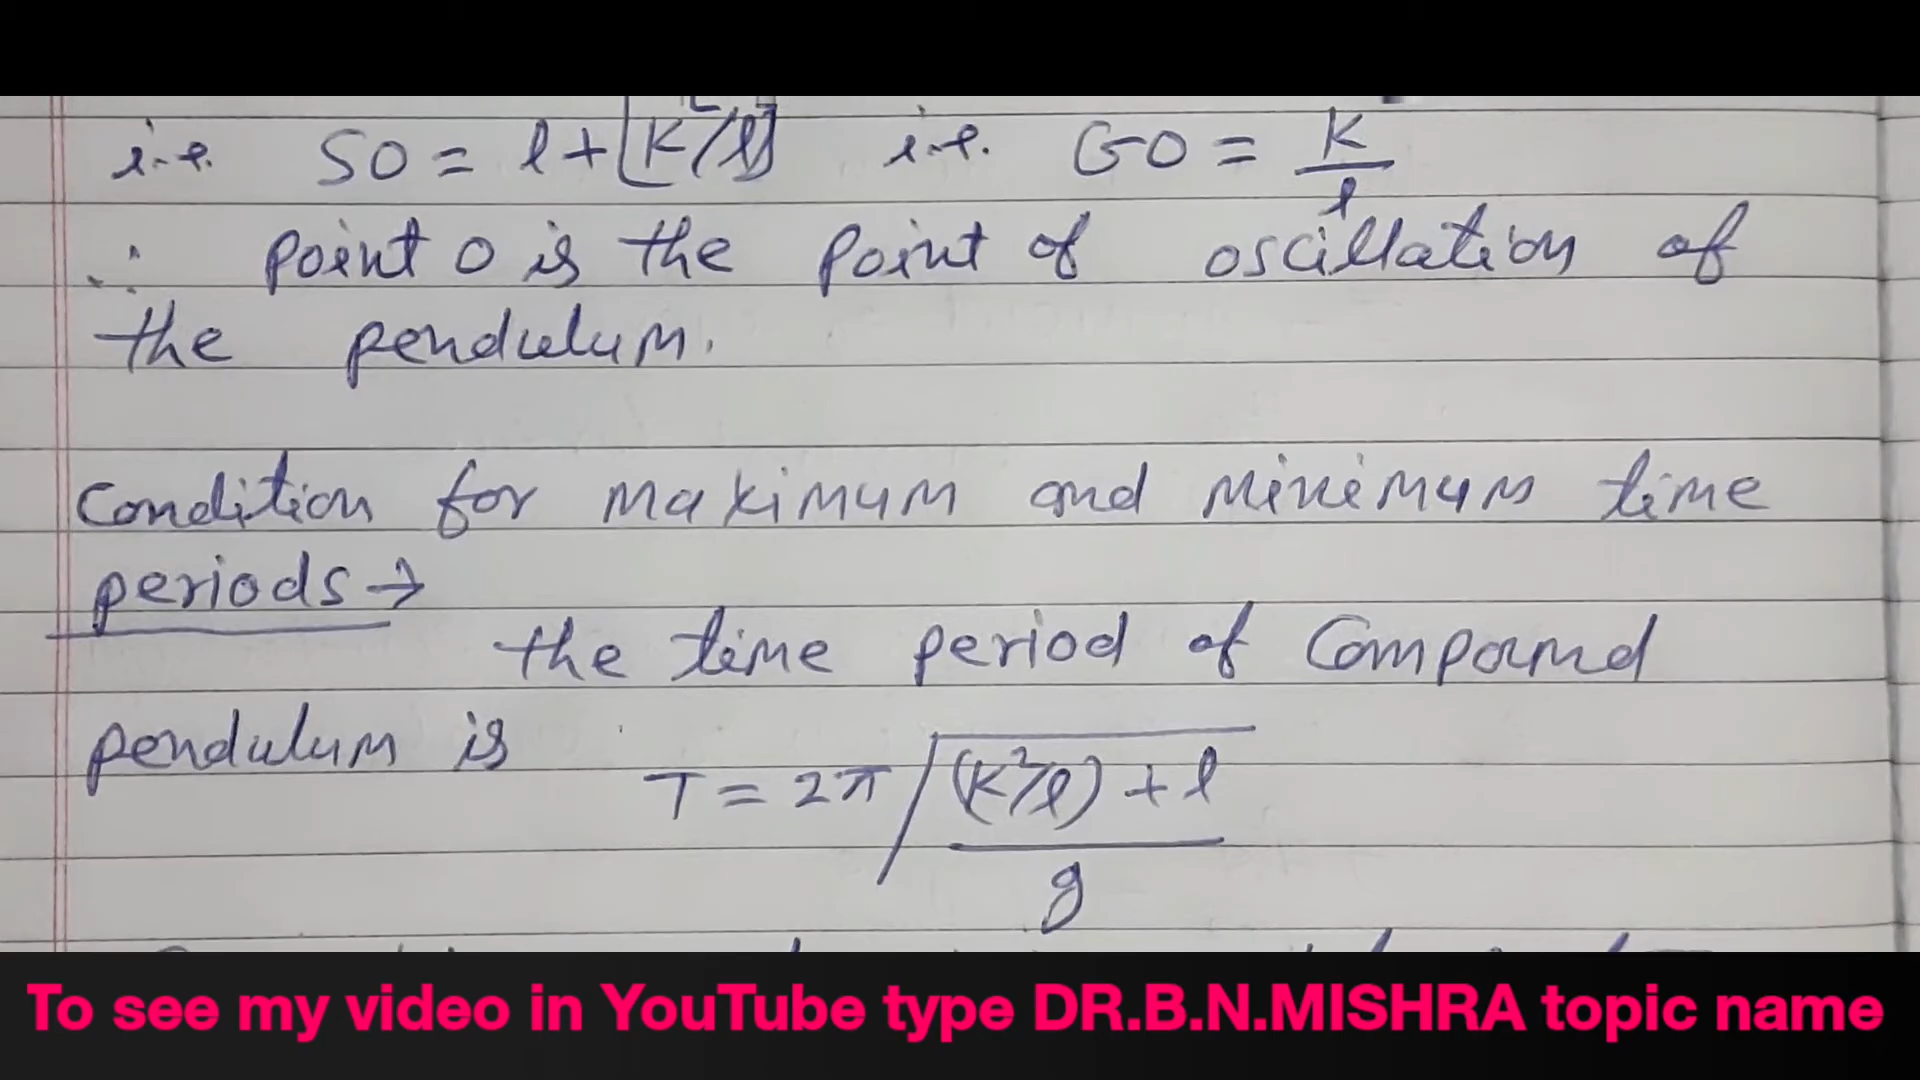 i.e. SO = l + [K²/l] i.e. GO = K/l
∴ point O is the point of oscillation of
the pendulum.
Condition for maximum and minimum time
periods →
the time period of Compound
pendulum is
T = 2π √((K²/l) + l / g)
To see my video in YouTube type DR.B.N.MISHRA topic name